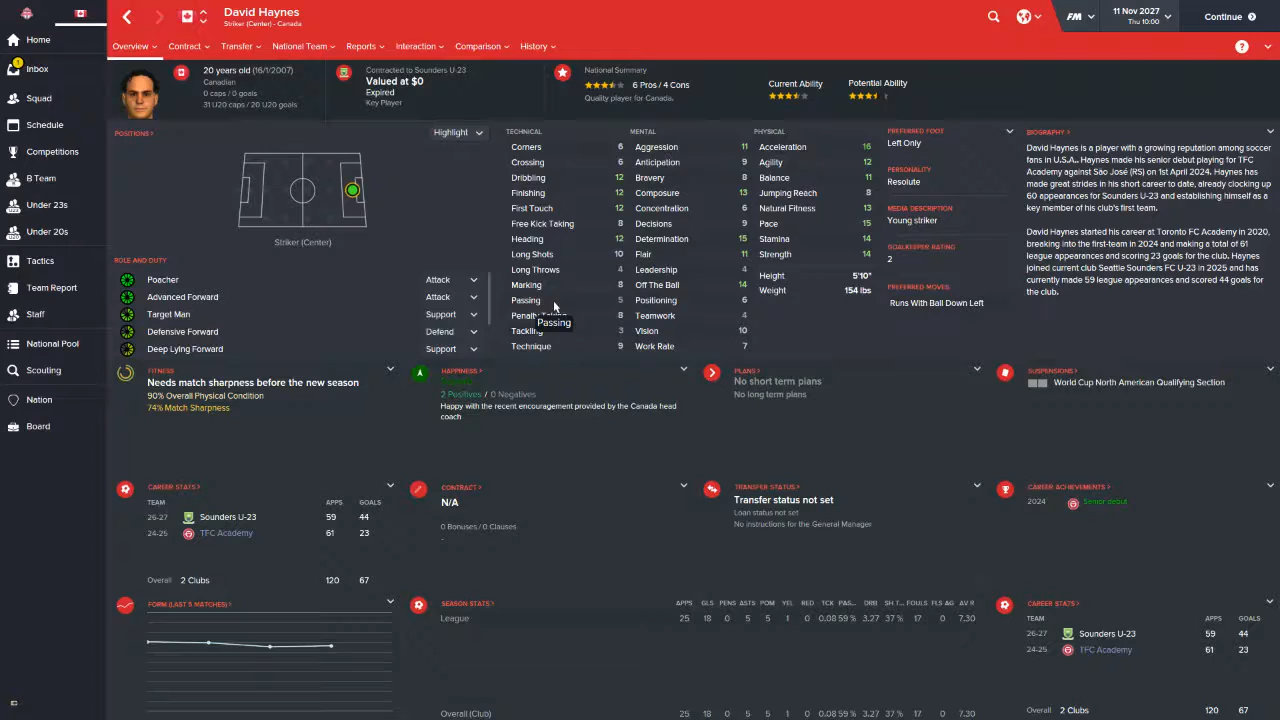 David Haynes
Striker (Center) - Canada
FM
11 Nov 2027
Thu 10:00
Continue
Home
1
Inbox
Squad
Schedule
Competitions
B Team
Under 23s
Under 20s
Tactics
Team Report
Staff
National Pool
Scouting
Nation
Board
Overview
Contract
Transfer
National Team
Reports
Interaction
Comparison
History
?
20 years old (16/1/2007)
Canadian
0 caps / 0 goals
31 U20 caps / 20 U20 goals
Contracted to Sounders U-23
Valued at $0
Expired
Key Player
National Summary
6 Pros / 4 Cons
Quality player for Canada.
Current Ability
Potential Ability
POSITIONS >
Highlight
Striker (Center)
ROLE AND DUTY
Poacher Attack
Advanced Forward Attack
Target Man Support
Defensive Forward Defend
Deep Lying Forward Support
TECHNICAL
Corners 6
Crossing 6
Dribbling 12
Finishing 12
First Touch 12
Free Kick Taking 8
Heading 12
Long Shots 10
Long Throws 4
Marking 8
Passing 5
Penalty Taking 8
Passing
Tackling 3
Technique 9
MENTAL
Aggression 11
Anticipation 9
Bravery 8
Composure 13
Concentration 6
Decisions 9
Determination 15
Flair 11
Leadership 4
Off The Ball 14
Positioning 6
Teamwork 4
Vision 10
Work Rate 7
PHYSICAL
Acceleration 16
Agility 12
Balance 11
Jumping Reach 8
Natural Fitness 13
Pace 15
Stamina 14
Strength 14
Height 5'10"
Weight 154 lbs
PREFERRED FOOT
Left Only
PERSONALITY
Resolute
MEDIA DESCRIPTION
Young striker
GOALKEEPER RATING
2
PREFERRED MOVES
Runs With Ball Down Left
BIOGRAPHY >
David Haynes is a player with a growing reputation among soccer
fans in U.S.A.. Haynes made his senior debut playing for TFC
Academy against São José (RS) on 1st April 2024. Haynes has
made great strides in his short career to date, already clocking up
60 appearances for Sounders U-23 and establishing himself as a
key member of his club's first team.
David Haynes started his career at Toronto FC Academy in 2020,
breaking into the first-team in 2024 and making a total of 61
league appearances and scoring 23 goals for the club. Haynes
joined current club Seattle Sounders FC U-23 in 2025 and has
currently made 59 league appearances and scored 44 goals for
the club.
FITNESS
Needs match sharpness before the new season
90% Overall Physical Condition
74% Match Sharpness
HAPPINESS >
2 Positives / 0 Negatives
Happy with the recent encouragement provided by the Canada head
coach
PLANS >
No short term plans
No long term plans
SUSPENSIONS >
World Cup North American Qualifying Section
CAREER STATS >
TEAM APPS GOALS
26-27 Sounders U-23 59 44
24-25 TFC Academy 61 23
Overall 2 Clubs 120 67
CONTRACT >
N/A
0 Bonuses / 0 Clauses
-
TRANSFER STATUS >
Transfer status not set
Loan status not set
No instructions for the General Manager
CAREER ACHIEVEMENTS >
2024 Senior debut
FORM (LAST 5 MATCHES) >
SEASON STATS >
APPS GLS PENS ASTS POM YEL RED TCK PAS... DRB SH T... FOULS FLS AG AV R
League 25 18 0 5 5 1 0 0.08 59 % 3.27 37 % 17 0 7.30
Overall (Club) 25 18 0 5 5 1 0 0.08 59 % 3.27 37 % 17 0 7.30
CAREER STATS >
TEAM APPS GOALS
26-27 Sounders U-23 59 44
24-25 TFC Academy 61 23
Overall 2 Clubs 120 67